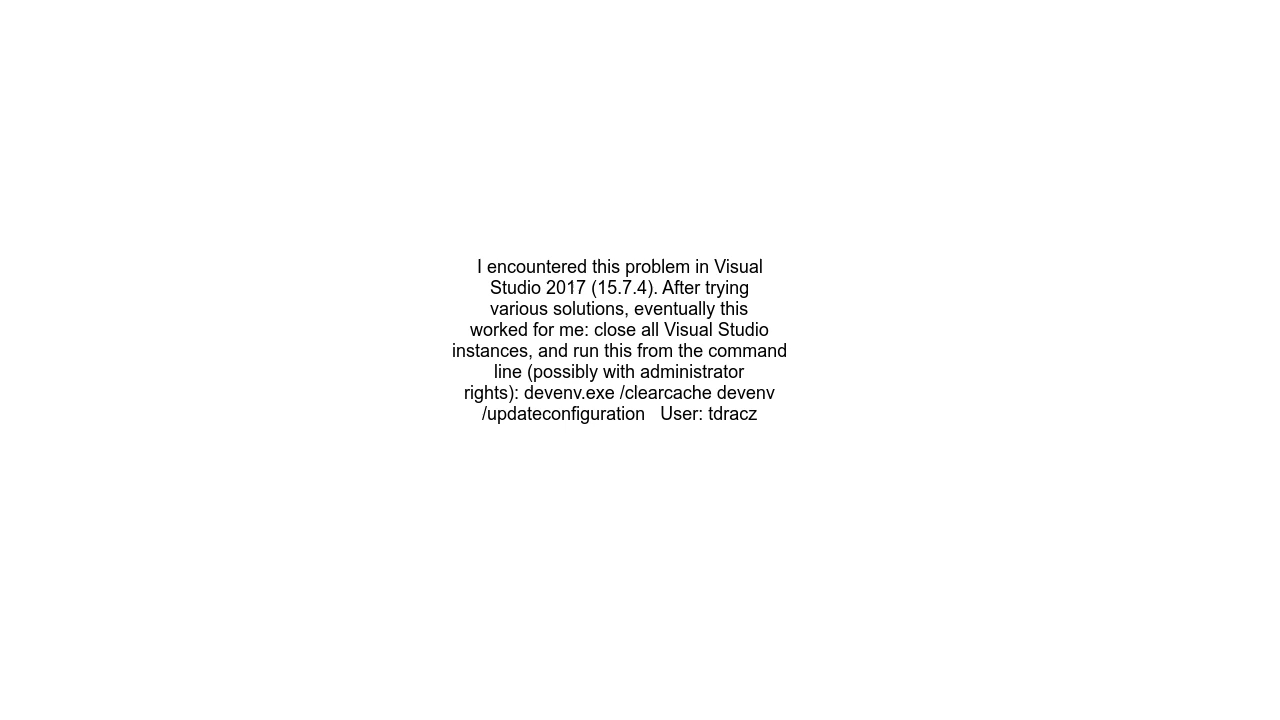 I encountered this problem in Visual
Studio 2017 (15.7.4). After trying
various solutions, eventually this
worked for me: close all Visual Studio
instances, and run this from the command
line (possibly with administrator
rights): devenv.exe /clearcache devenv
/updateconfiguration   User: tdracz